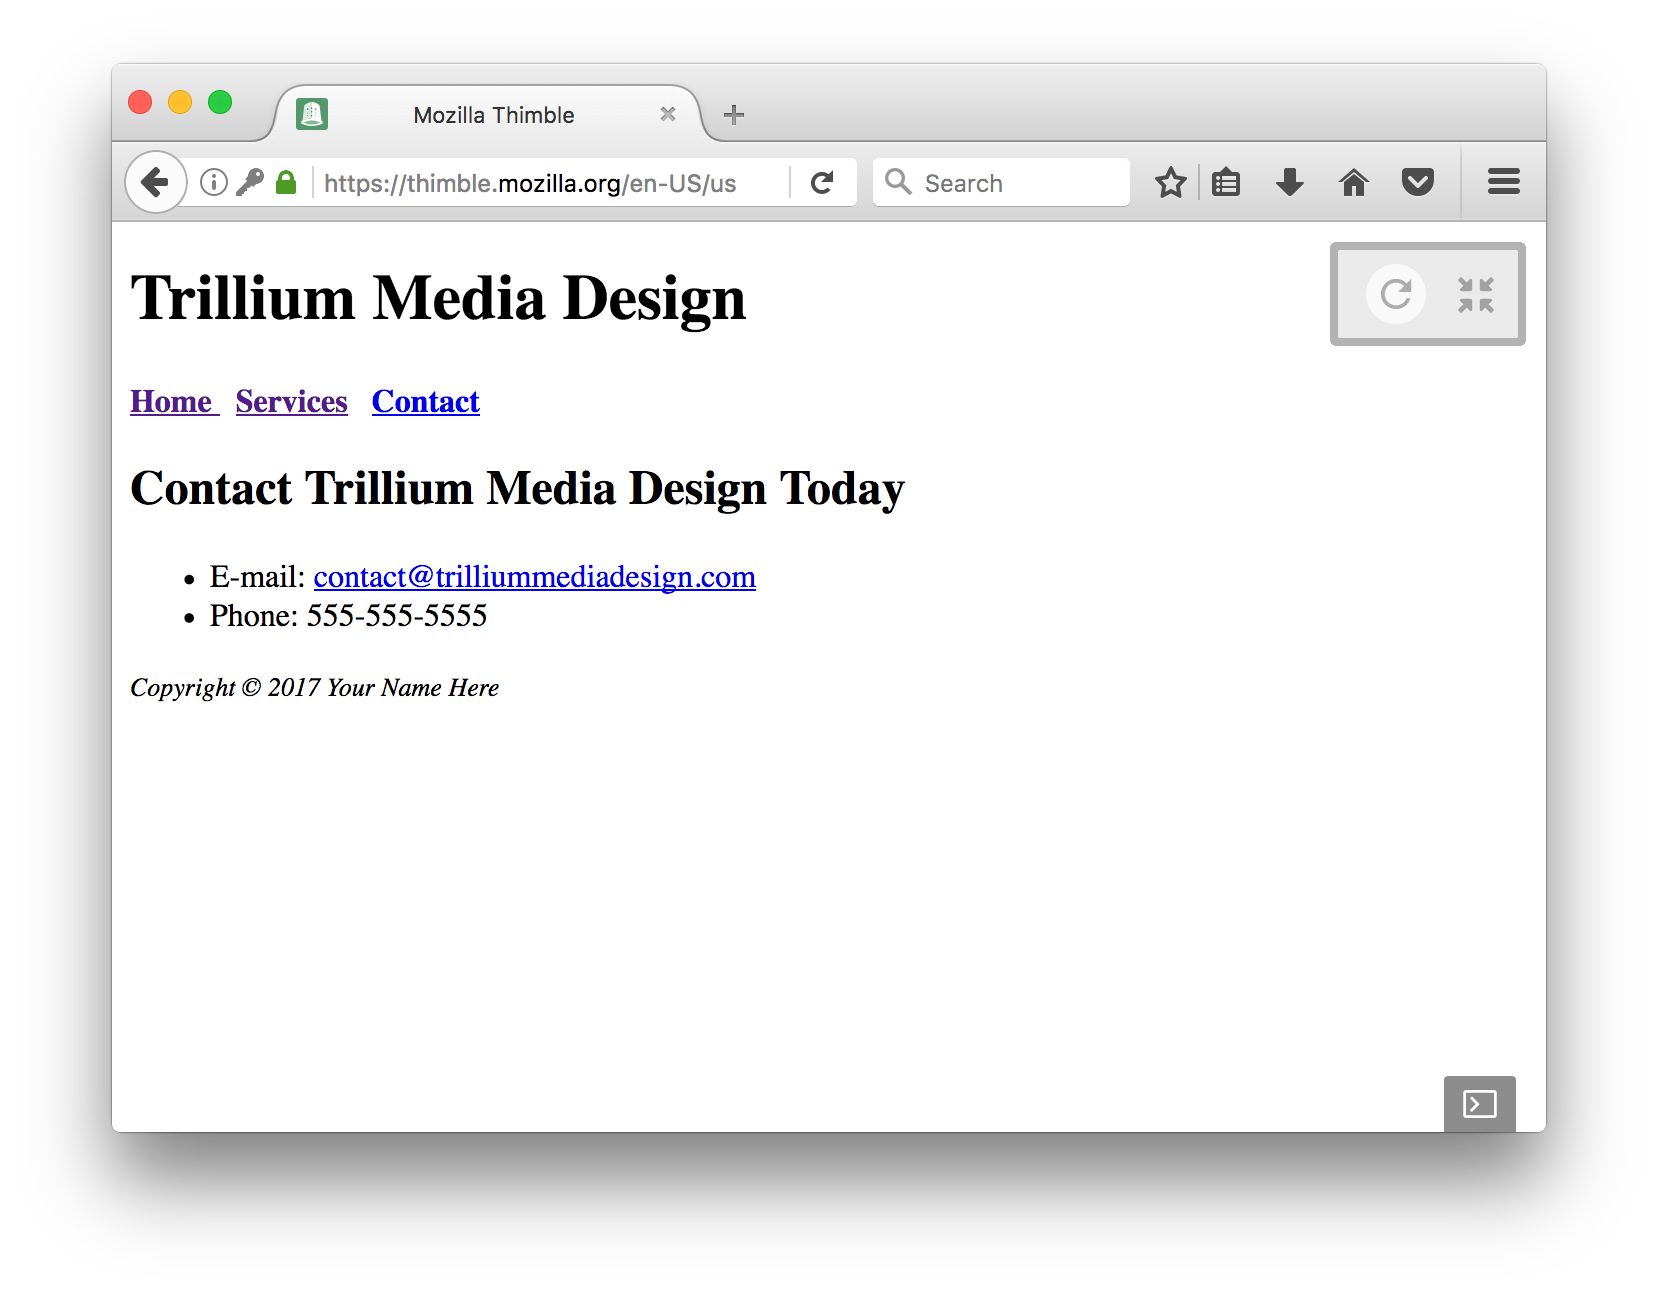 Mozilla Thimble
https://thimble.mozilla.org/en-US/us
Search
Trillium Media Design
Home Services Contact
Contact Trillium Media Design Today
• E-mail: contact@trilliummediadesign.com
• Phone: 555-555-5555
Copyright © 2017 Your Name Here